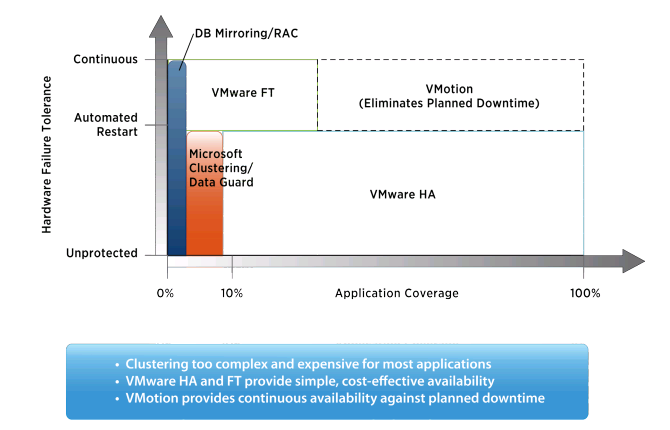 DB Mirroring/RAC
Continuous
VMware FT
VMotion
(Eliminates Planned Downtime)
Automated
Restart
Microsoft
Clustering/
Data Guard
VMware HA
Hardware Failure Tolerance
Unprotected
0%
10%
Application Coverage
100%
• Clustering too complex and expensive for most applications
• VMware HA and FT provide simple, cost-effective availability
• VMotion provides continuous availability against planned downtime